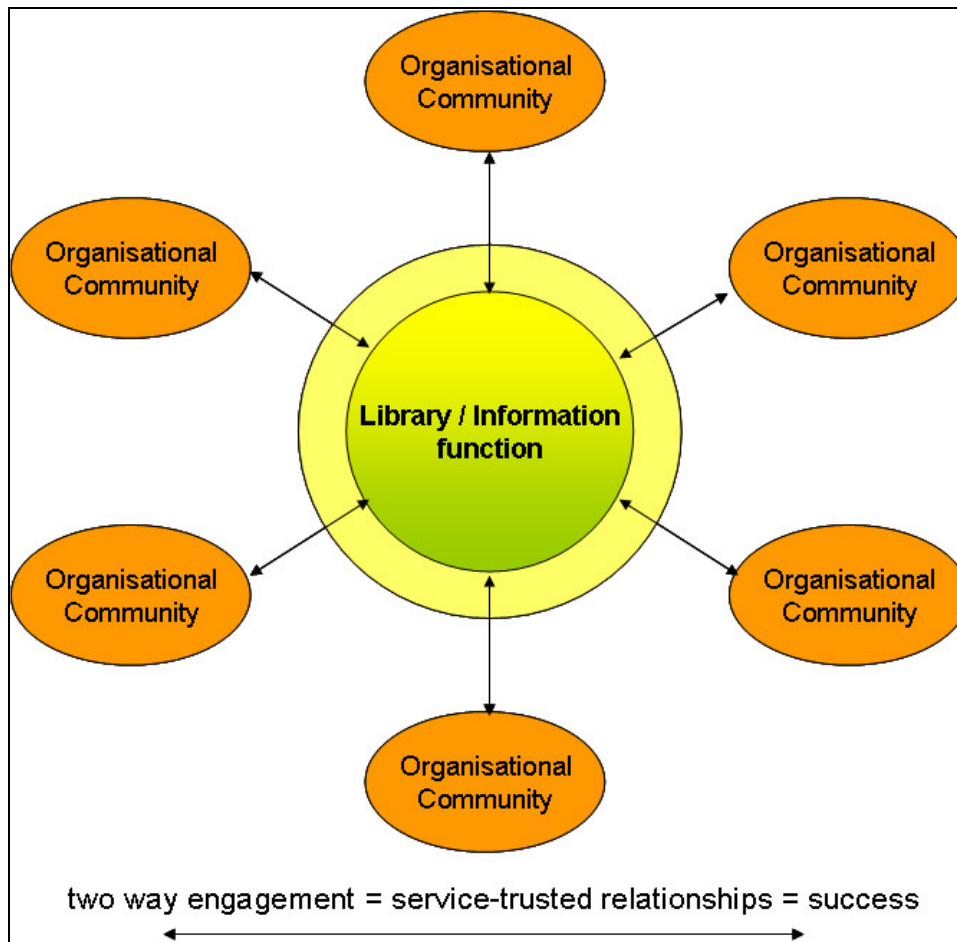 Organisational
Community
Organisational
Community
Organisational
Community
Library / Information
function
Organisational
Community
Organisational
Community
Organisational
Community
two way engagement = service-trusted relationships = success